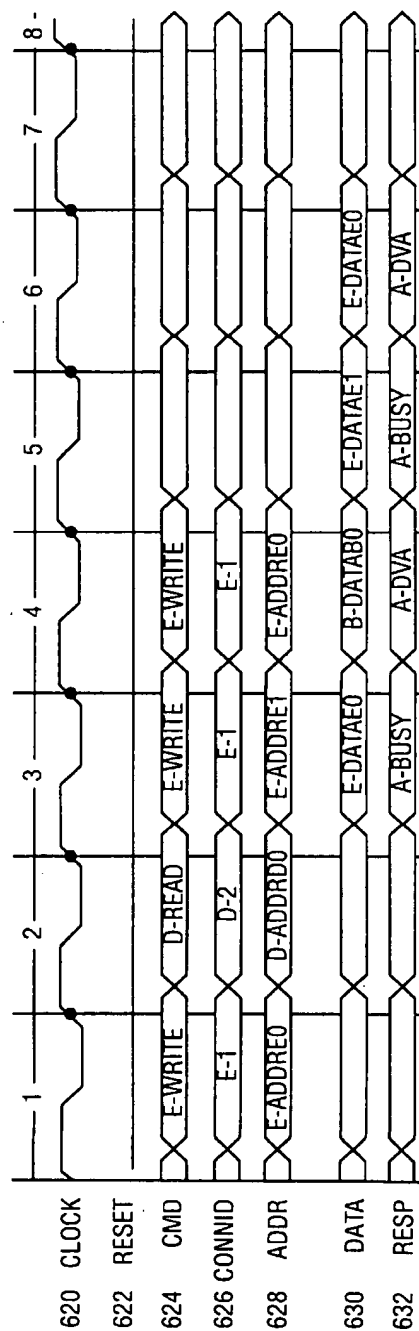 1 2 3 4 5 6 7 8
620 CLOCK
622 RESET
624 CMD E-WRITE D-READ E-WRITE E-WRITE
626 CONNID E-1 D-2 E-1 E-1
628 ADDR E-ADDRE0 D-ADDRD0 E-ADDRE1 E-ADDRE0
630 DATA E-DATAE0 B-DATAB0 E-DATAE1 E-DATAE0
632 RESP A-BUSY A-DVA A-BUSY A-DVA